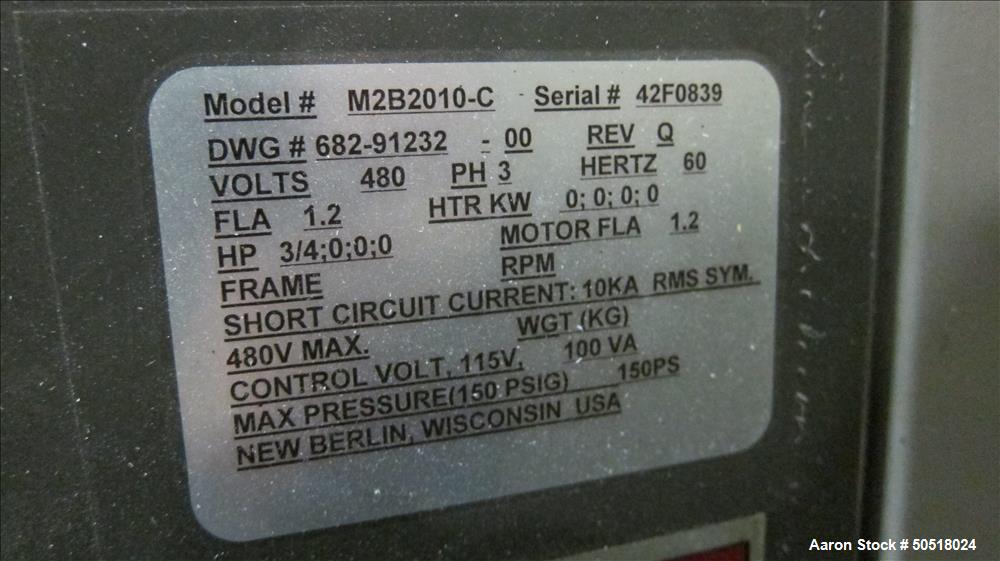 Model # M2B2010-C Serial # 42F0839
DWG # 682-91232 - 00 REV Q
VOLTS 480 PH 3 HERTZ 60
FLA 1.2 HTR KW 0; 0; 0; 0
HP 3/4;0;0;0 MOTOR FLA 1.2
FRAME RPM
SHORT CIRCUIT CURRENT: 10KA RMS SYM.
480V MAX. WGT (KG)
CONTROL VOLT, 115V, 100 VA
MAX PRESSURE(150 PSIG) 150PS
NEW BERLIN, WISCONSIN USA
Aaron Stock # 50518024